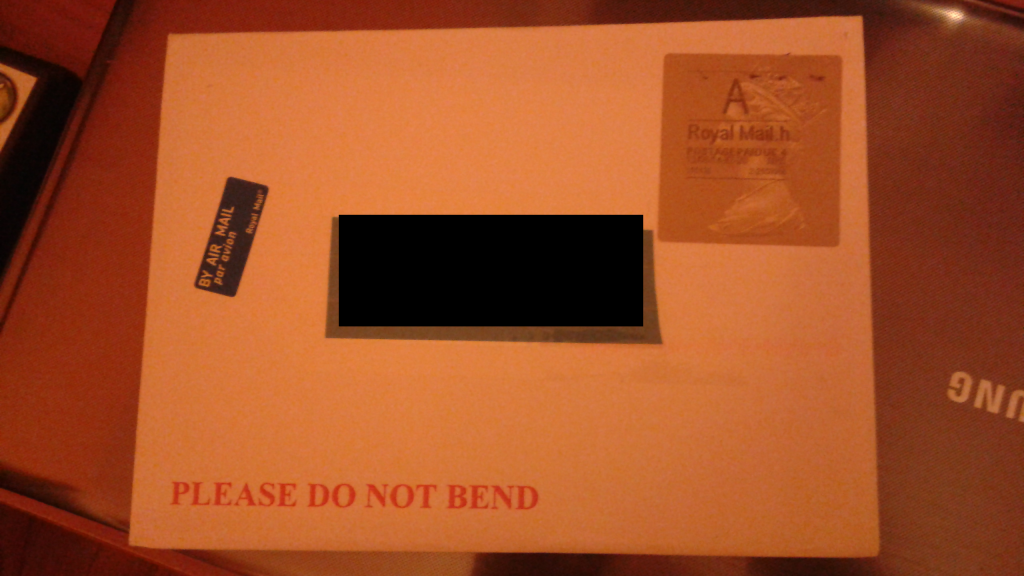 A
Royal Mail
BY AIR MAIL
par avion
Royal Mail
PLEASE DO NOT BEND